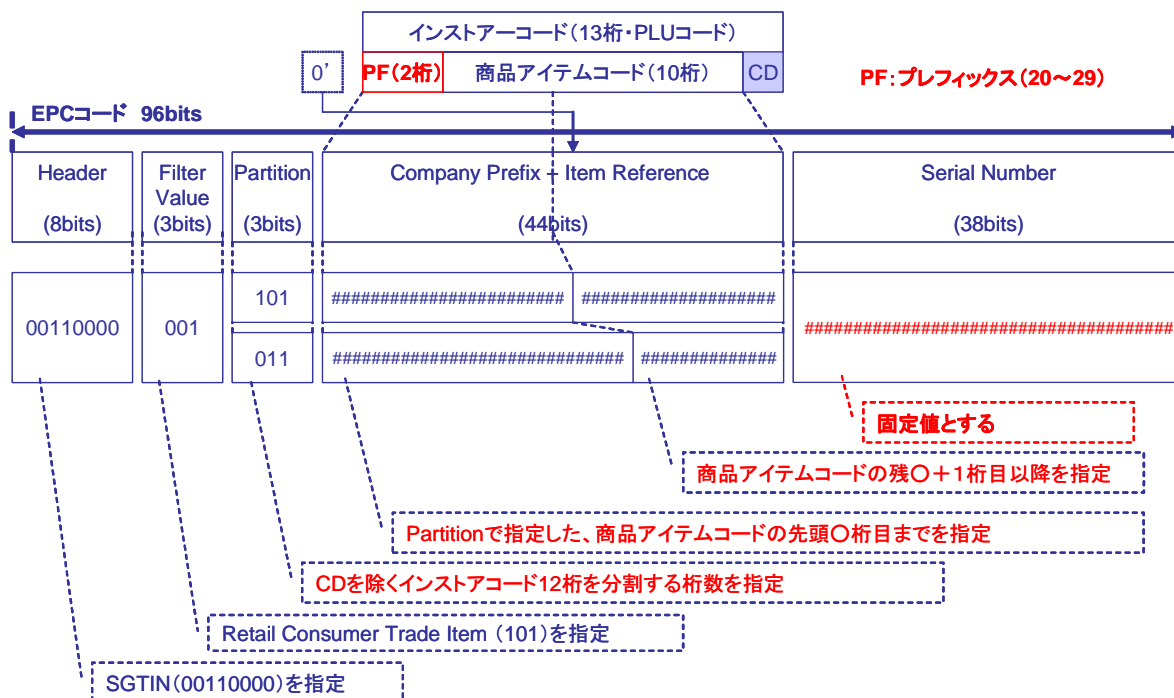 インストアーコード（13桁・PLUコード）
0’
PF（2桁）
商品アイテムコード（10桁）
CD
PF：プレフィックス（20～29）
EPCコード 96bits
Header
(8bits)
Filter
Value
(3bits)
Partition
(3bits)
Company Prefix + Item Reference
(44bits)
Serial Number
(38bits)
00110000
001
101
########################
####################
011
##############################
##############
######################################
固定値とする
商品アイテムコードの残〇＋1桁目以降を指定
Partitionで指定した、商品アイテムコードの先頭〇桁目までを指定
CDを除くインストアコード12桁を分割する桁数を指定
Retail Consumer Trade Item （101）を指定
SGTIN（00110000）を指定